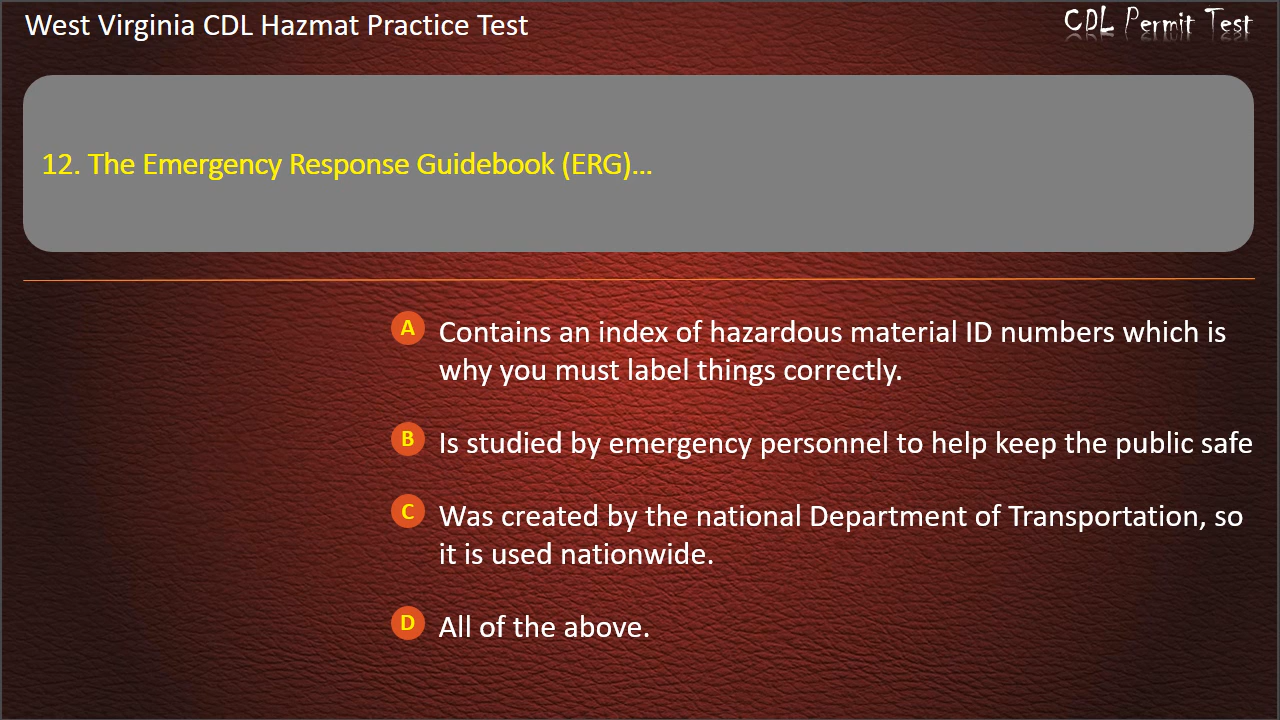 West Virginia CDL Hazmat Practice Test
CDL Permit Test
12. The Emergency Response Guidebook (ERG)...
A Contains an index of hazardous material ID numbers which is
why you must label things correctly.
B Is studied by emergency personnel to help keep the public safe
C Was created by the national Department of Transportation, so
it is used nationwide.
D All of the above.